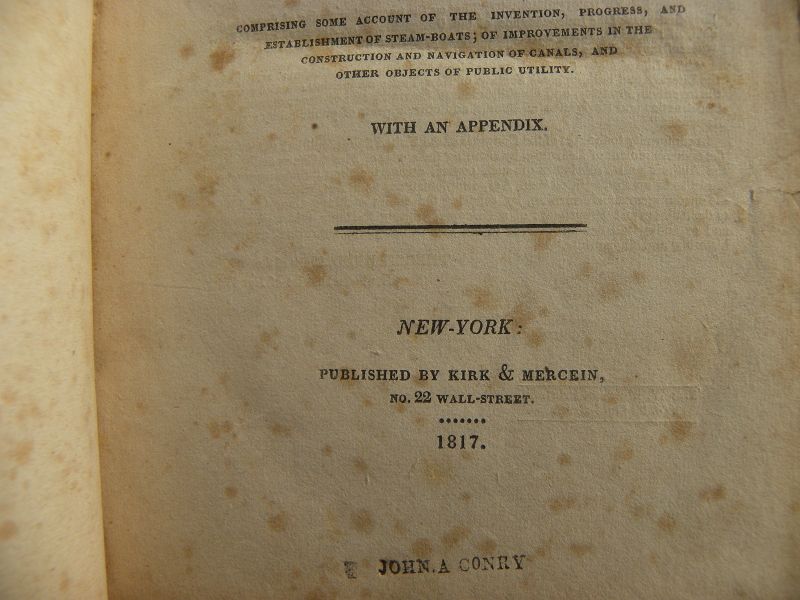 COMPRISING SOME ACCOUNT OF THE INVENTION, PROGRESS, AND
ESTABLISHMENT OF STEAM-BOATS; OF IMPROVEMENTS IN THE
CONSTRUCTION AND NAVIGATION OF CANALS, AND
OTHER OBJECTS OF PUBLIC UTILITY.
WITH AN APPENDIX.
NEW-YORK:
PUBLISHED BY KIRK & MERCEIN,
NO. 22 WALL-STREET.
1817.
JOHN.A CONRY